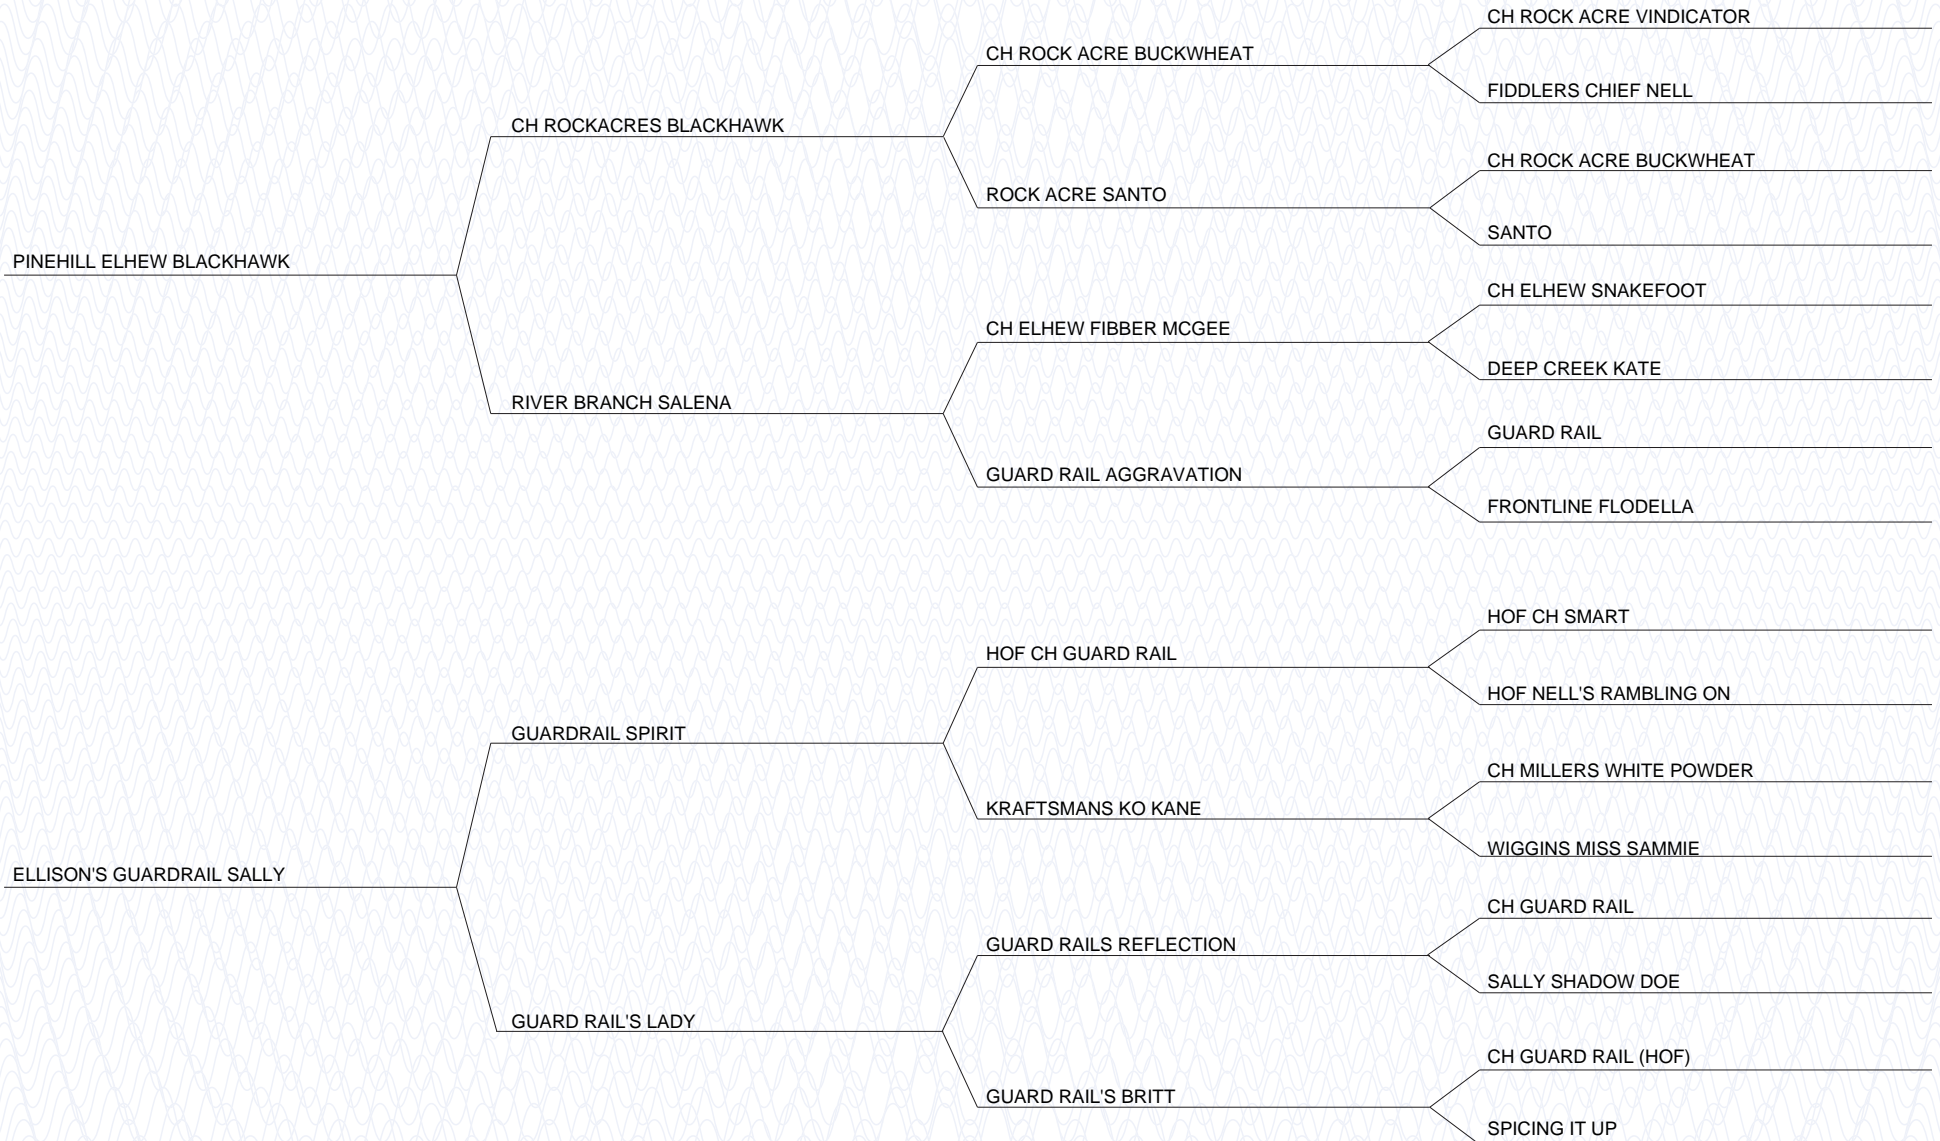 CH ROCK ACRE VINDICATOR
CH ROCK ACRE BUCKWHEAT
FIDDLERS CHIEF NELL
CH ROCKACRES BLACKHAWK
CH ROCK ACRE BUCKWHEAT
ROCK ACRE SANTO
SANTO
PINEHILL ELHEW BLACKHAWK
CH ELHEW SNAKEFOOT
CH ELHEW FIBBER MCGEE
DEEP CREEK KATE
RIVER BRANCH SALENA
GUARD RAIL
GUARD RAIL AGGRAVATION
FRONTLINE FLODELLA
HOF CH SMART
HOF CH GUARD RAIL
HOF NELL'S RAMBLING ON
GUARDRAIL SPIRIT
CH MILLERS WHITE POWDER
KRAFTSMANS KO KANE
WIGGINS MISS SAMMIE
ELLISON'S GUARDRAIL SALLY
CH GUARD RAIL
GUARD RAILS REFLECTION
SALLY SHADOW DOE
GUARD RAIL'S LADY
CH GUARD RAIL (HOF)
GUARD RAIL'S BRITT
SPICING IT UP